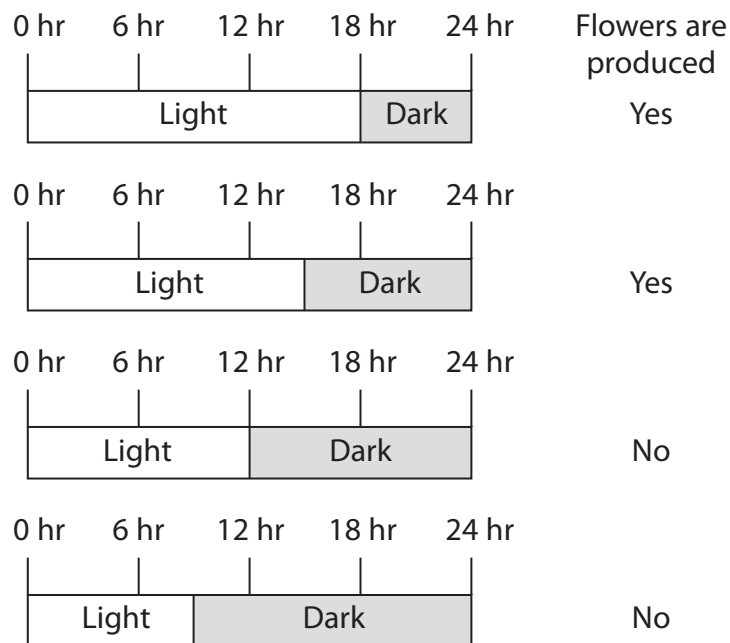 0 hr 6 hr 12 hr 18 hr 24 hr Flowers are
produced
Light Dark Yes
0 hr 6 hr 12 hr 18 hr 24 hr
Light Dark Yes
0 hr 6 hr 12 hr 18 hr 24 hr
Light Dark No
0 hr 6 hr 12 hr 18 hr 24 hr
Light Dark No